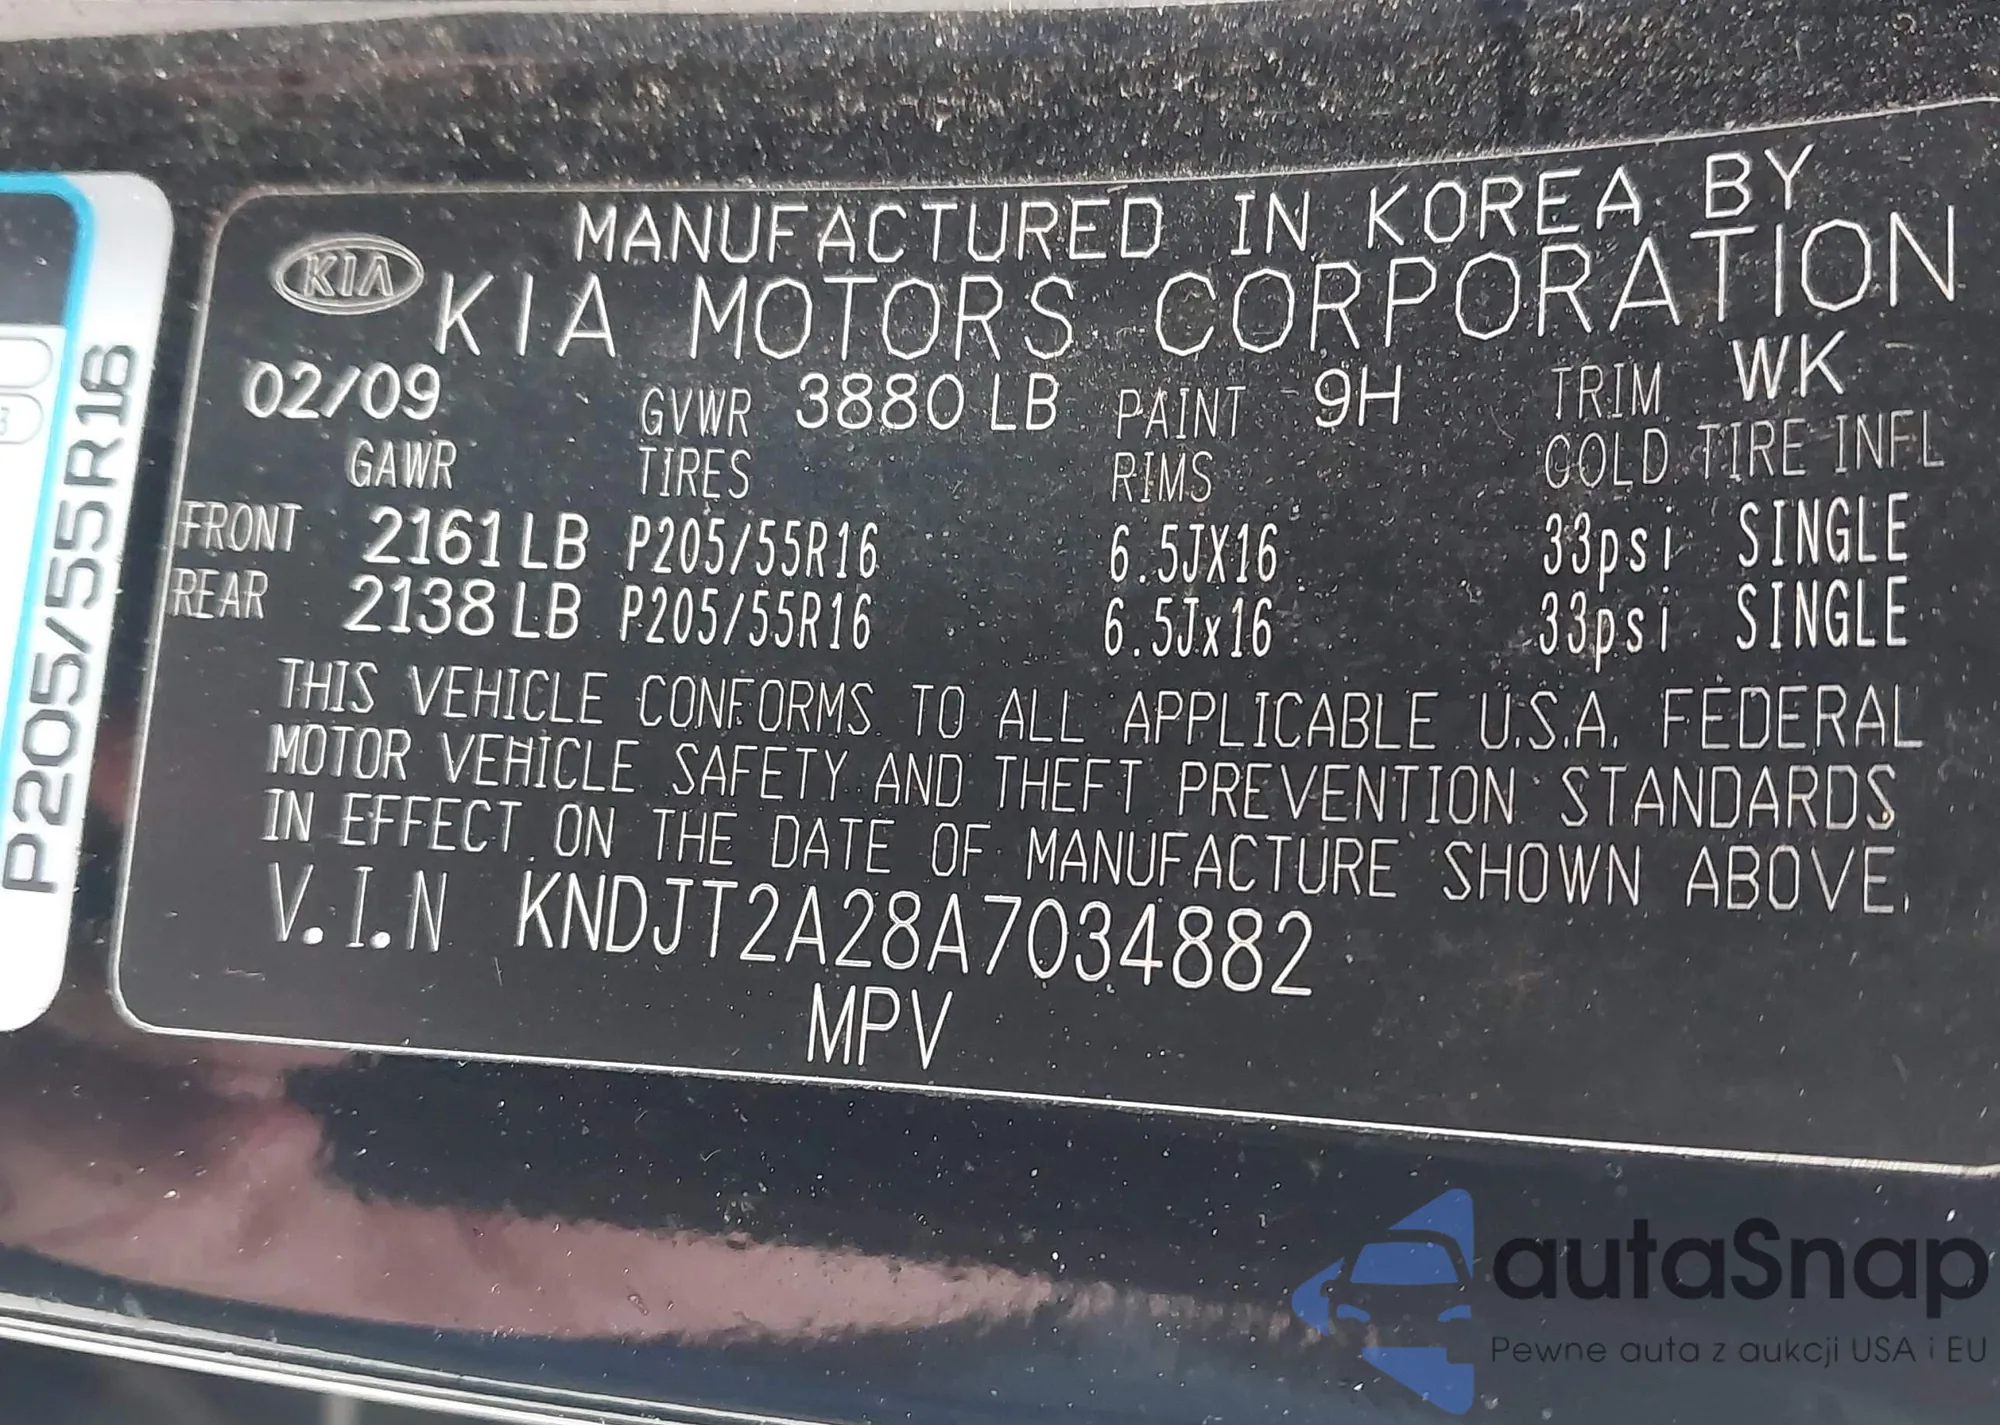 MANUFACTURED IN KOREA BY
KIA KIA MOTORS CORPORATION
02/09 GVWR 3880 LB PAINT 9H TRIM WK
GAWR TIRES RIMS COLD TIRE INFL
FRONT 2161 LB P205/55R16 6.5JX16 33psi SINGLE
REAR 2138 LB P205/55R16 6.5Jx16 33psi SINGLE
THIS VEHICLE CONFORMS TO ALL APPLICABLE U.S.A. FEDERAL
MOTOR VEHICLE SAFETY AND THEFT PREVENTION STANDARDS
IN EFFECT ON THE DATE OF MANUFACTURE SHOWN ABOVE.
V.I.N KNDJT2A28A7034882
MPV
P205/55R16
autaSnap
Pewne auta z aukcji USA i EU